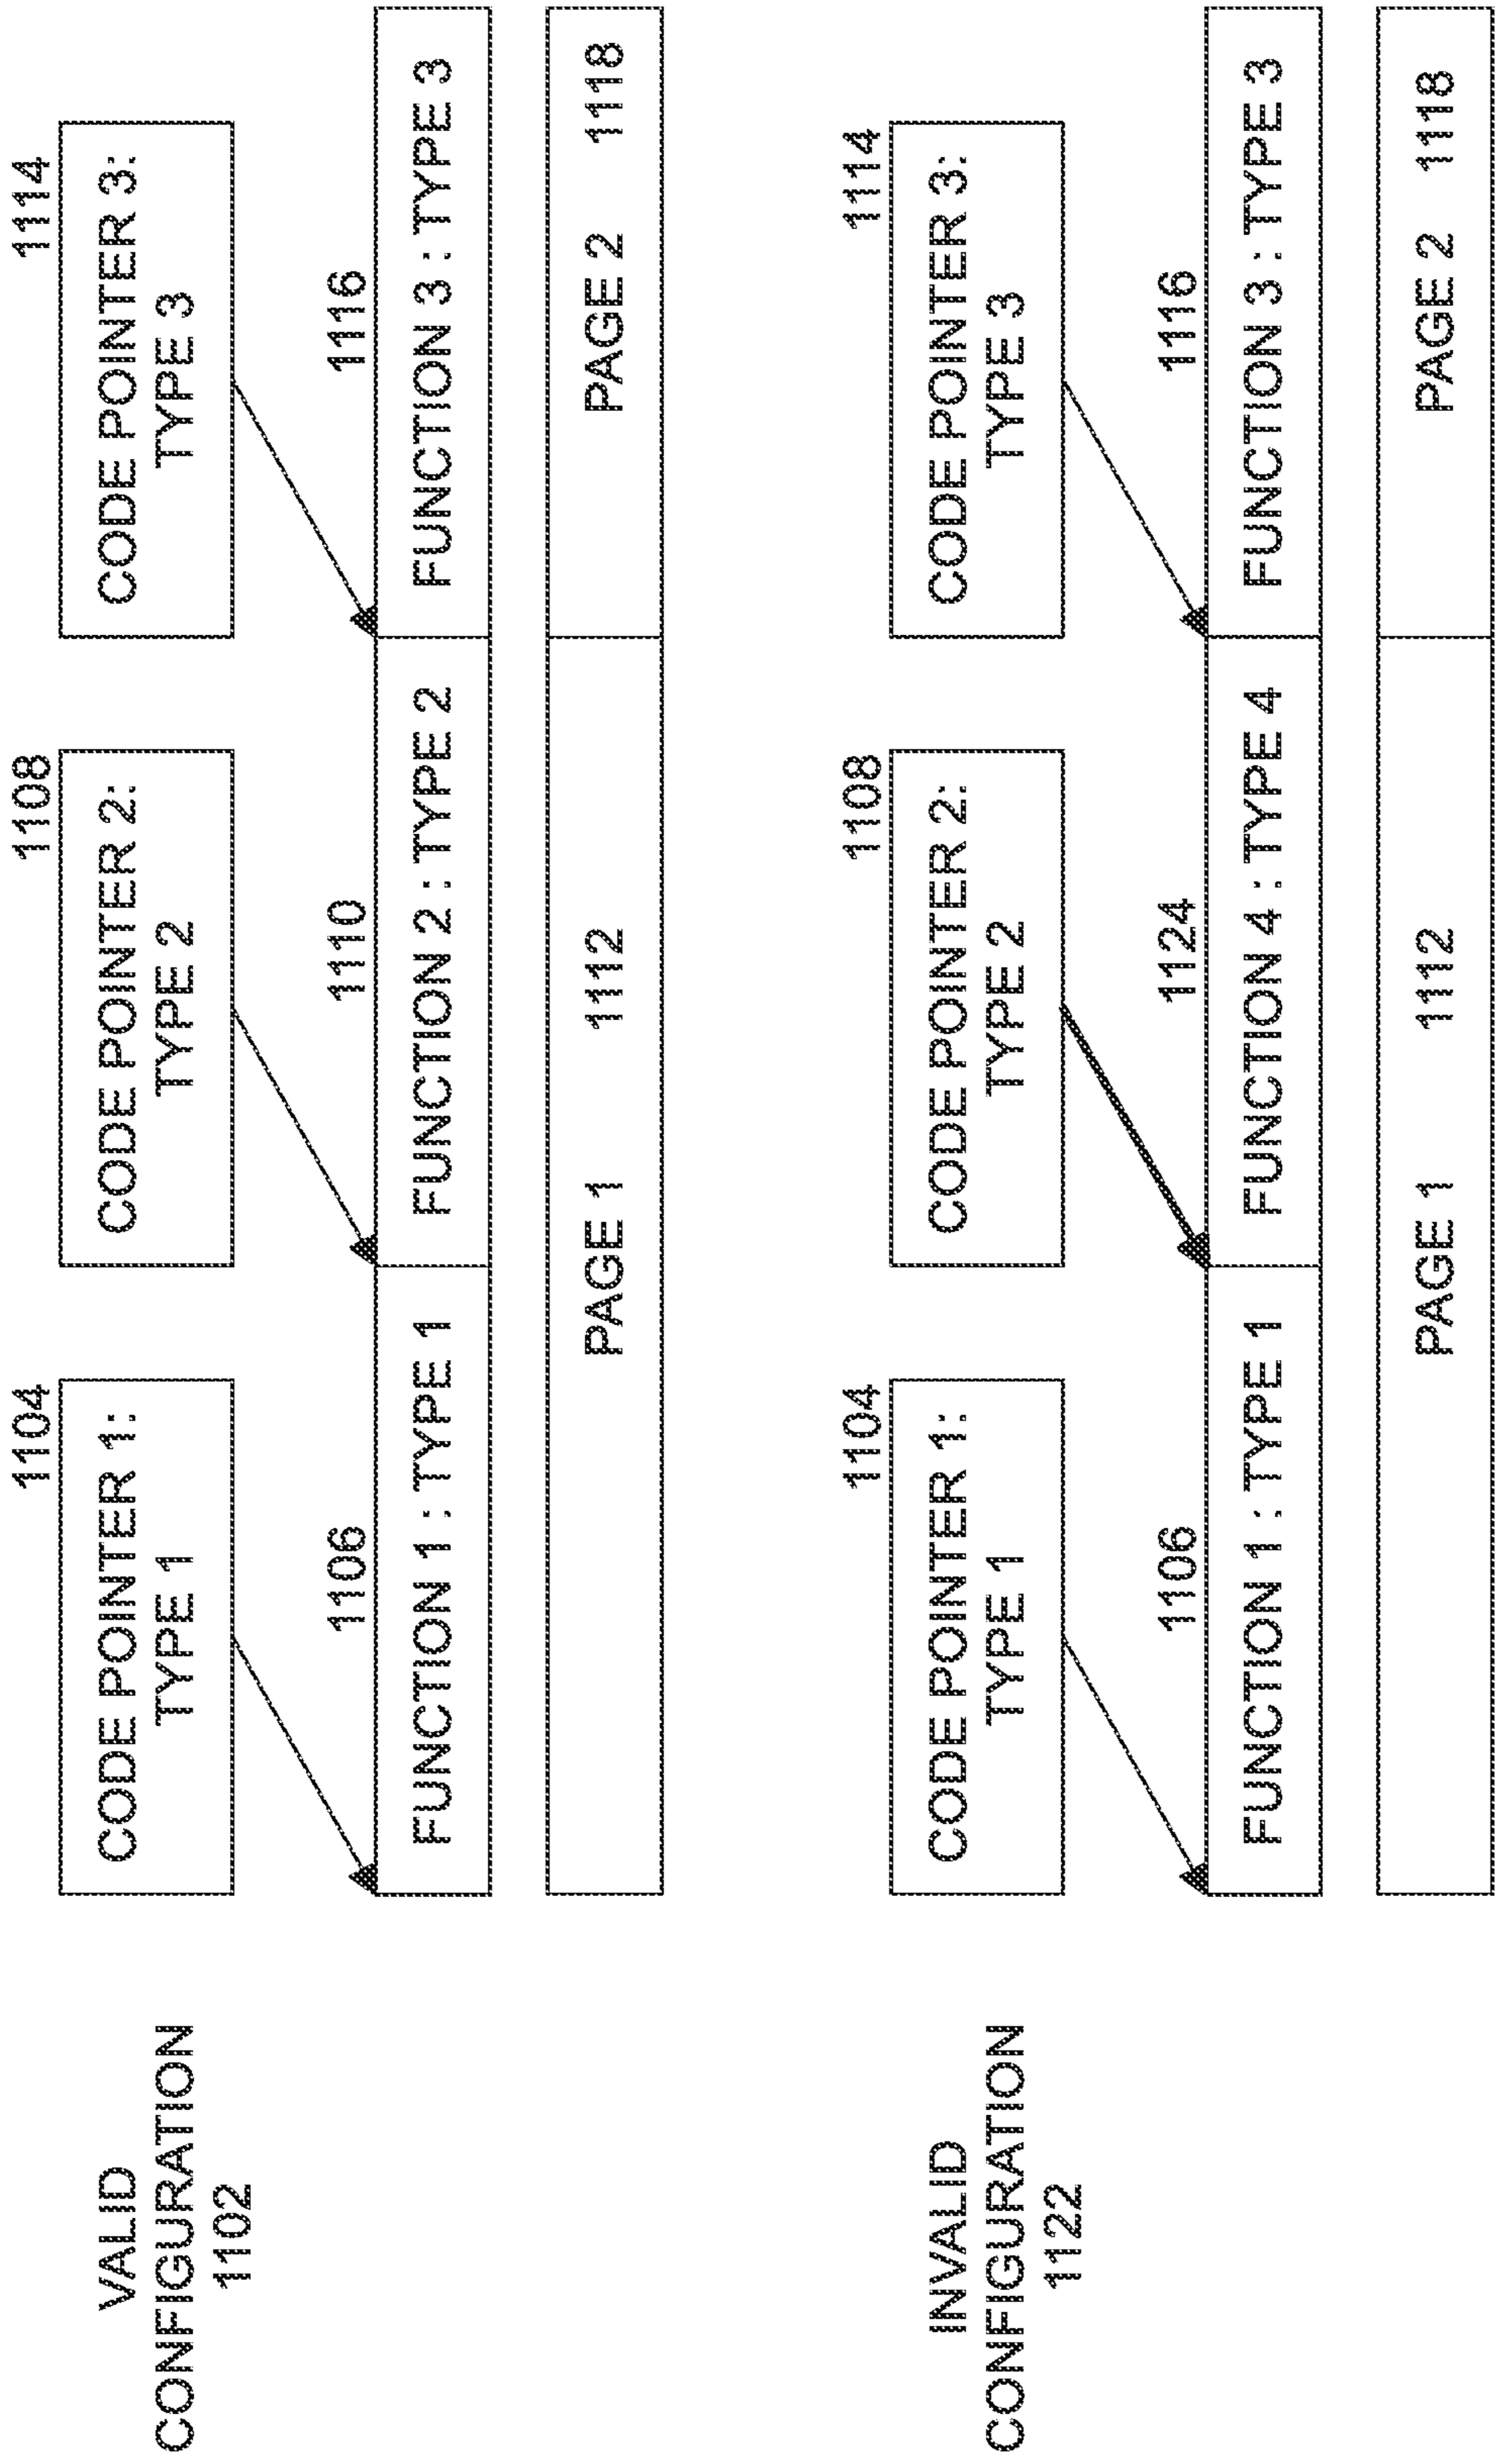 VALID
CONFIGURATION
1102
1104
CODE POINTER 1:
TYPE 1
1108
CODE POINTER 2:
TYPE 2
1114
CODE POINTER 3:
TYPE 3
1106
1110
1116
FUNCTION 1 : TYPE 1
FUNCTION 2 : TYPE 2
FUNCTION 3 : TYPE 3
PAGE 1
1112
PAGE 2
1118
INVALID
CONFIGURATION
1122
1104
CODE POINTER 1:
TYPE 1
1108
CODE POINTER 2:
TYPE 2
1114
CODE POINTER 3:
TYPE 3
1106
1124
1116
FUNCTION 1 : TYPE 1
FUNCTION 4 : TYPE 4
FUNCTION 3 : TYPE 3
PAGE 1
1112
PAGE 2
1118